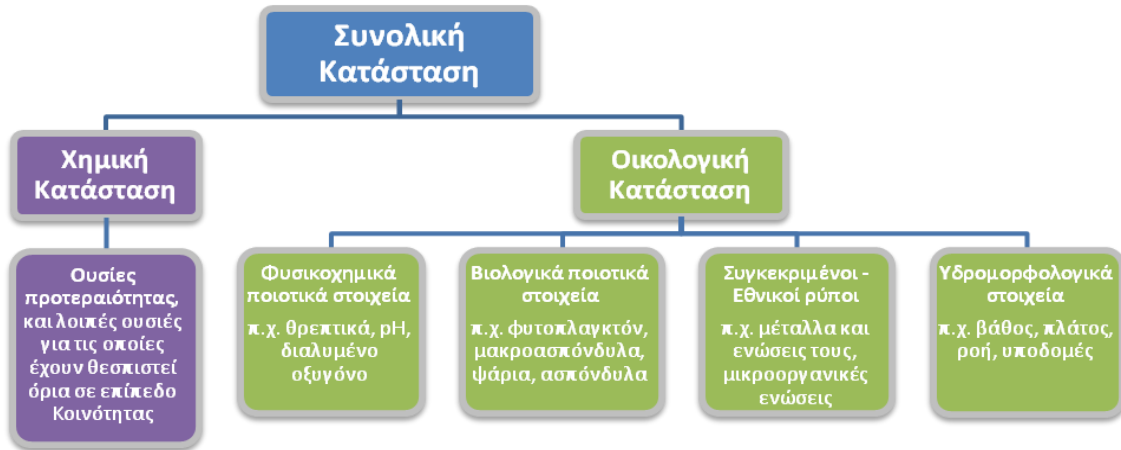 Συνολική
Κατάσταση
Χημική
Κατάσταση
Οικολογική
Κατάσταση
Ουσίες
προτεραιότητας,
και λοιπές ουσιές
για τις οποίες
έχουν θεσπιστεί
όρια σε επίπεδο
Κοινότητας
Φυσικοχημικά
ποιοτικά στοιχεία
π.χ. θρεπτικά, pH,
διαλυμένο
οξυγόνο
Βιολογικά ποιοτικά
στοιχεία
π.χ. φυτοπλαγκτόν,
μακροασπόνδυλα,
ψάρια, ασπόνδυλα
Συγκεκριμένοι -
Εθνικοί ρύποι
π.χ. μέταλλα και
ενώσεις τους,
μικροοργανικές
ενώσεις
Υδρομορφολογικά
στοιχεία
π.χ. βάθος, πλάτος,
ροή, υποδομές